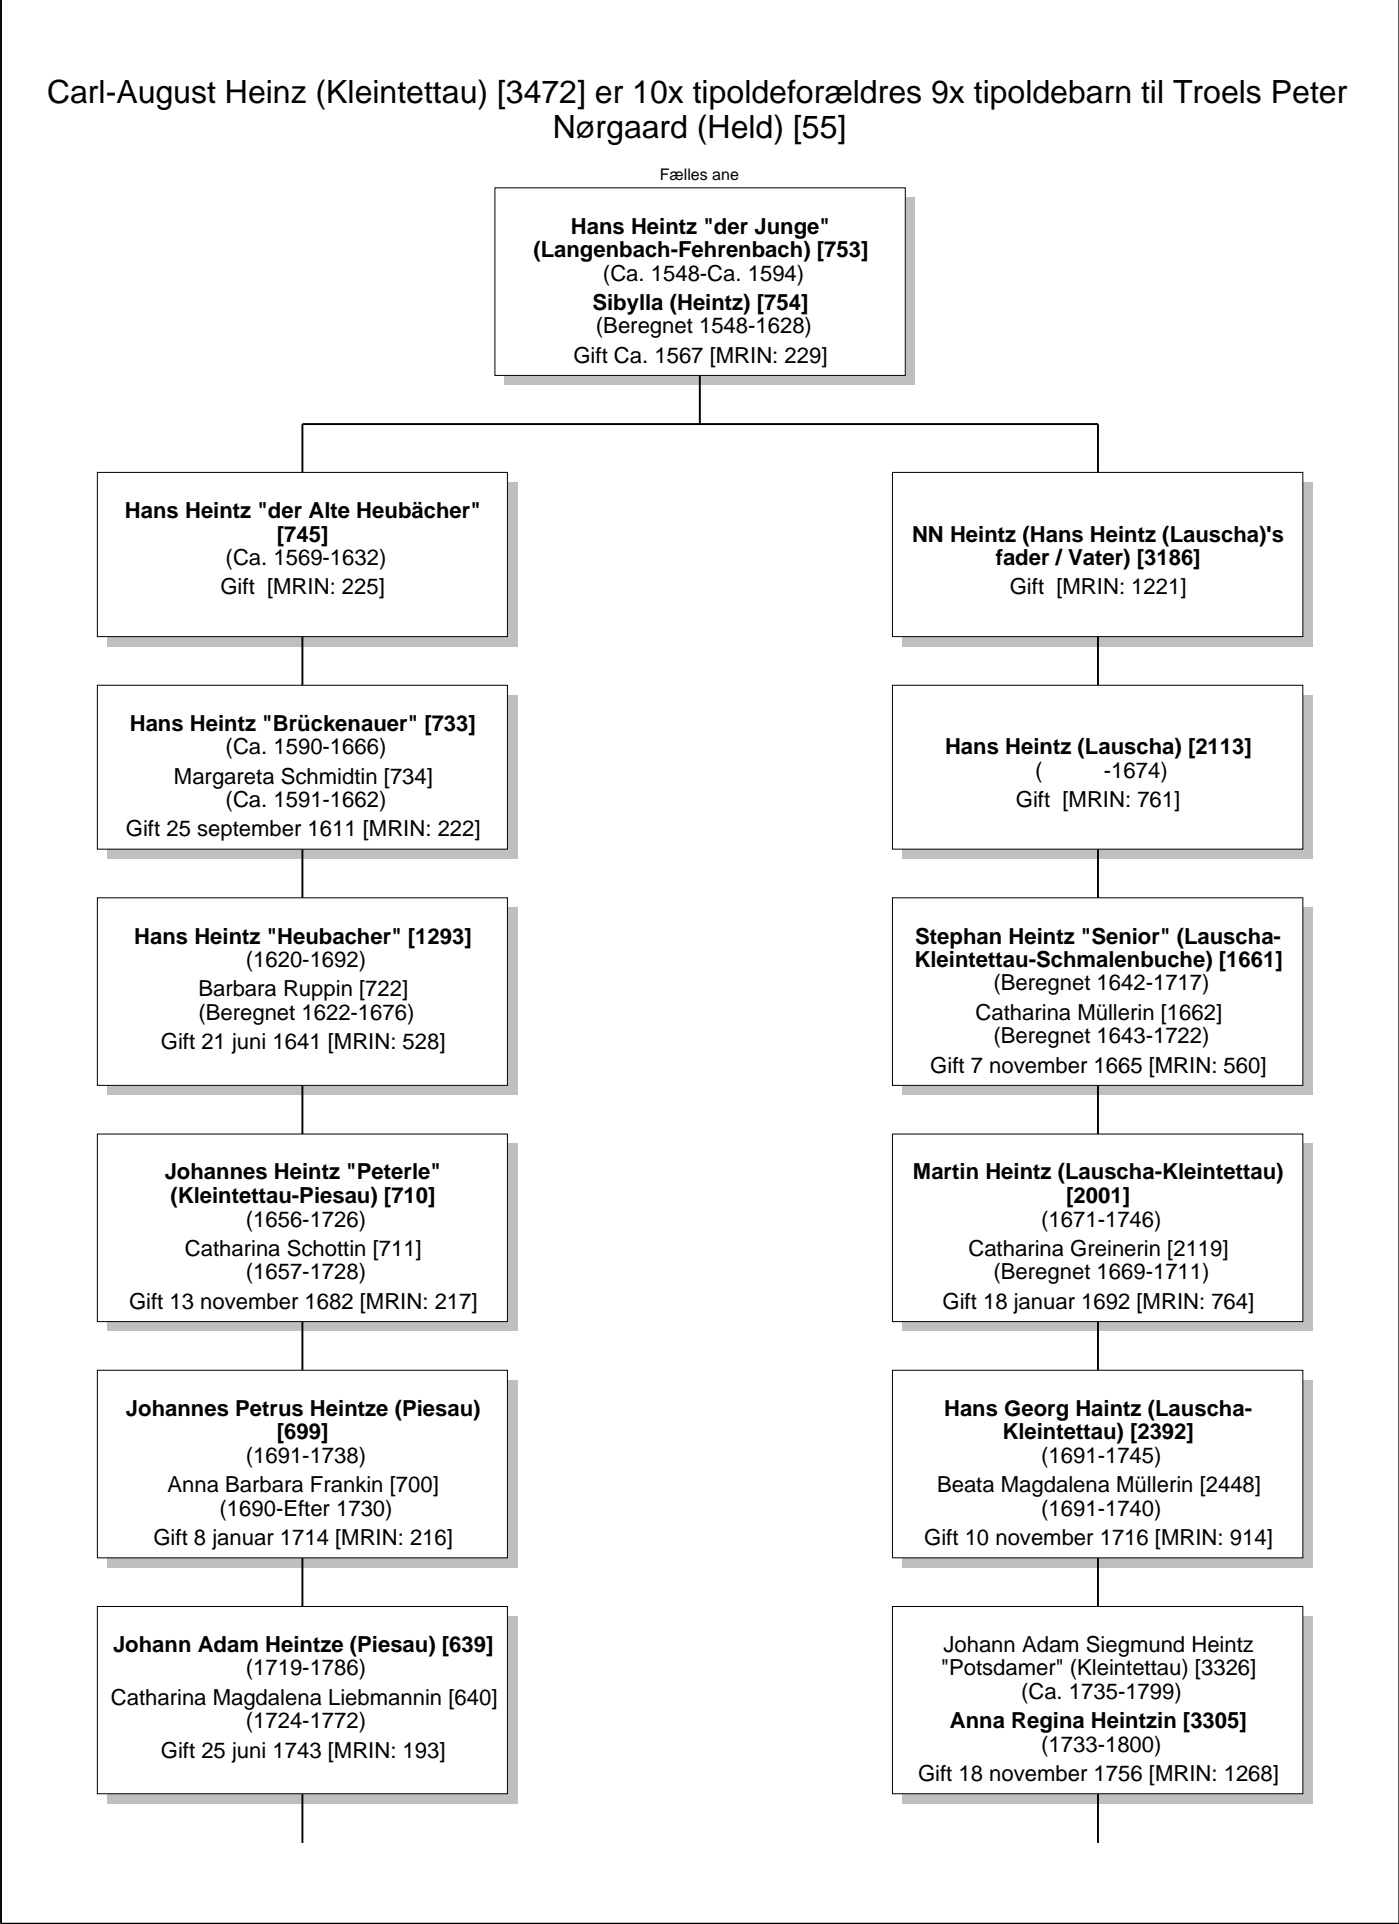 Carl-August Heinz (Kleintettau) [3472] er 10x tipoldeforældres 9x tipoldebarn til Troels Peter
Nørgaard (Held) [55]
Fælles ane
Hans Heintz "der Junge"
(Langenbach-Fehrenbach) [753]
(Ca. 1548-Ca. 1594)
Sibylla (Heintz) [754]
(Beregnet 1548-1628)
Gift Ca. 1567 [MRIN: 229]
Hans Heintz "der Alte Heubächer"
[745]
(Ca. 1569-1632)
Gift  [MRIN: 225]
NN Heintz (Hans Heintz (Lauscha)'s
fader / Vater) [3186]
Gift  [MRIN: 1221]
Hans Heintz "Brückenauer" [733]
(Ca. 1590-1666)
Margareta Schmidtin [734]
(Ca. 1591-1662)
Gift 25 september 1611 [MRIN: 222]
Hans Heintz (Lauscha) [2113]
(          -1674)
Gift  [MRIN: 761]
Hans Heintz "Heubacher" [1293]
(1620-1692)
Barbara Ruppin [722]
(Beregnet 1622-1676)
Gift 21 juni 1641 [MRIN: 528]
Stephan Heintz "Senior" (Lauscha-
Kleintettau-Schmalenbuche) [1661]
(Beregnet 1642-1717)
Catharina Müllerin [1662]
(Beregnet 1643-1722)
Gift 7 november 1665 [MRIN: 560]
Johannes Heintz "Peterle"
(Kleintettau-Piesau) [710]
(1656-1726)
Catharina Schottin [711]
(1657-1728)
Gift 13 november 1682 [MRIN: 217]
Martin Heintz (Lauscha-Kleintettau)
[2001]
(1671-1746)
Catharina Greinerin [2119]
(Beregnet 1669-1711)
Gift 18 januar 1692 [MRIN: 764]
Johannes Petrus Heintze (Piesau)
[699]
(1691-1738)
Anna Barbara Frankin [700]
(1690-Efter 1730)
Gift 8 januar 1714 [MRIN: 216]
Hans Georg Haintz (Lauscha-
Kleintettau) [2392]
(1691-1745)
Beata Magdalena Müllerin [2448]
(1691-1740)
Gift 10 november 1716 [MRIN: 914]
Johann Adam Heintze (Piesau) [639]
(1719-1786)
Catharina Magdalena Liebmannin [640]
(1724-1772)
Gift 25 juni 1743 [MRIN: 193]
Johann Adam Siegmund Heintz
"Potsdamer" (Kleintettau) [3326]
(Ca. 1735-1799)
Anna Regina Heintzin [3305]
(1733-1800)
Gift 18 november 1756 [MRIN: 1268]